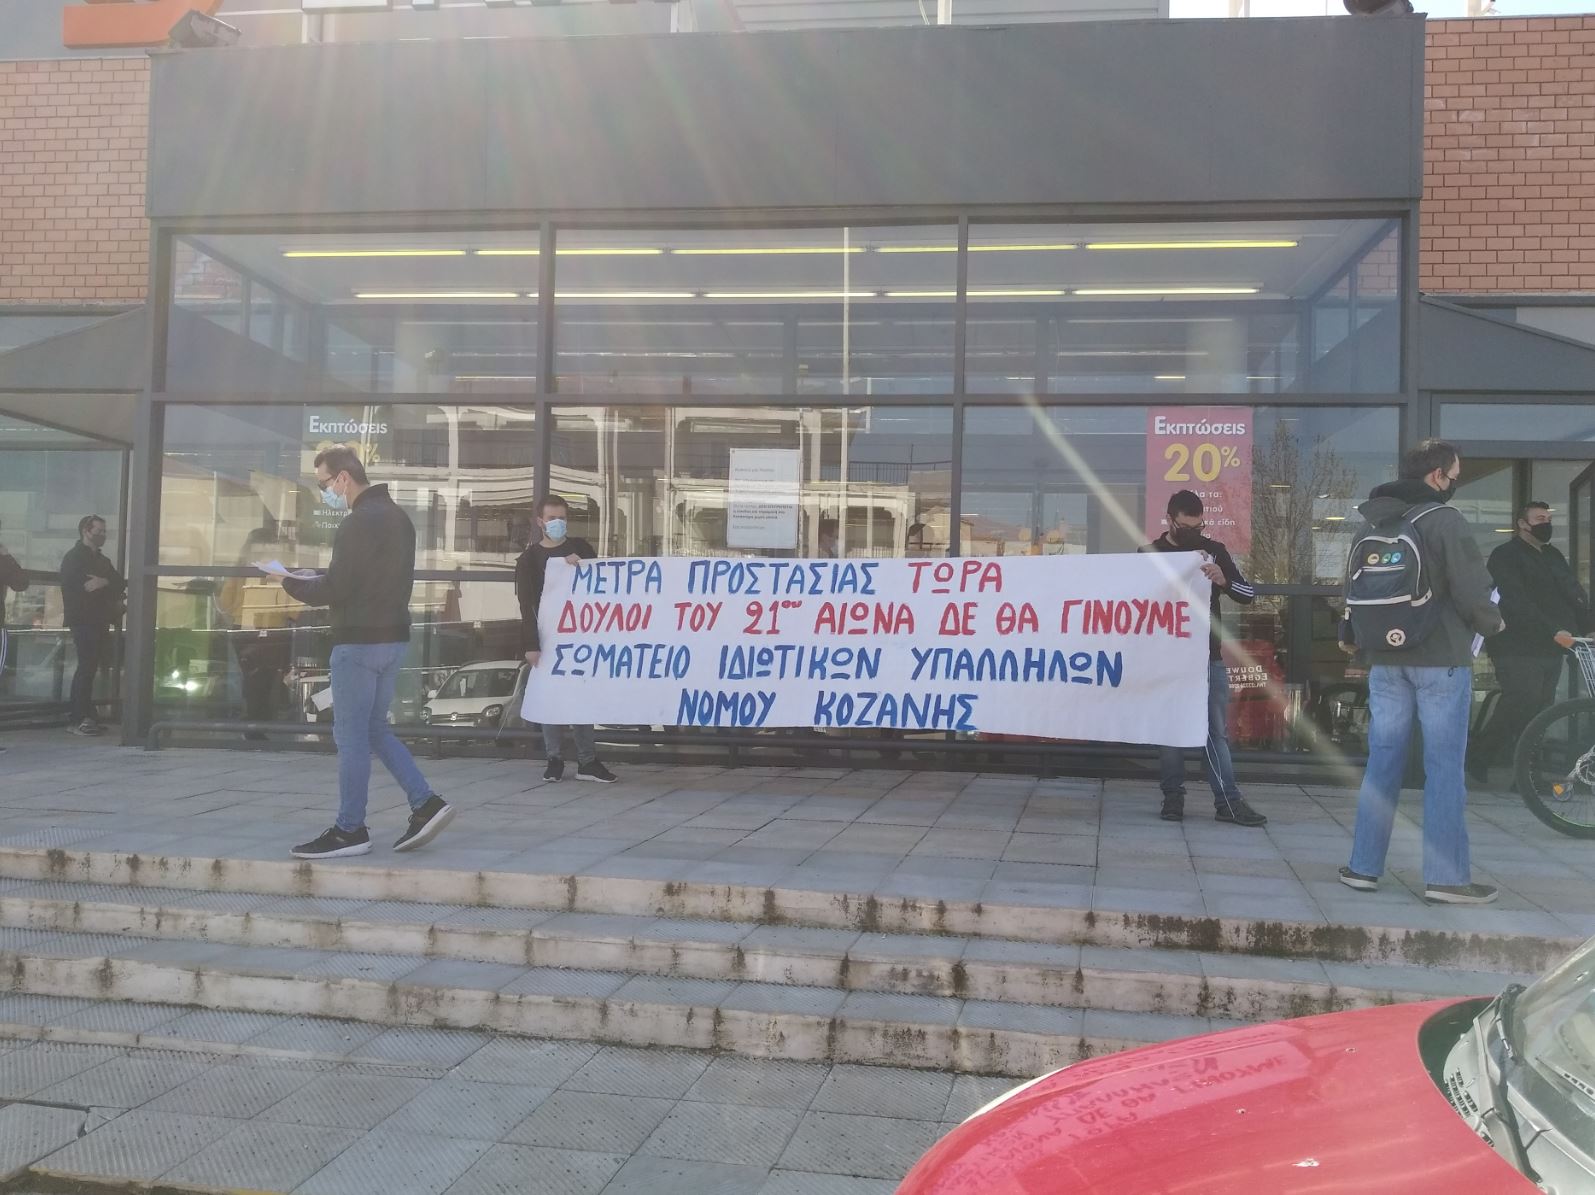 Εκπτώσεις
Εκπτώσεις
20%
ΜΕΤΡΑ ΠΡΟΣΤΑΣΙΑΣ ΤΩΡΑ
ΔΟΥΛΟΙ ΤΟΥ 21ου ΑΙΩΝΑ ΔΕ ΘΑ ΓΙΝΟΥΜΕ
ΣΩΜΑΤΕΙΟ ΙΔΙΩΤΙΚΩΝ ΥΠΑΛΛΗΛΩΝ
ΝΟΜΟΥ ΚΟΖΑΝΗΣ